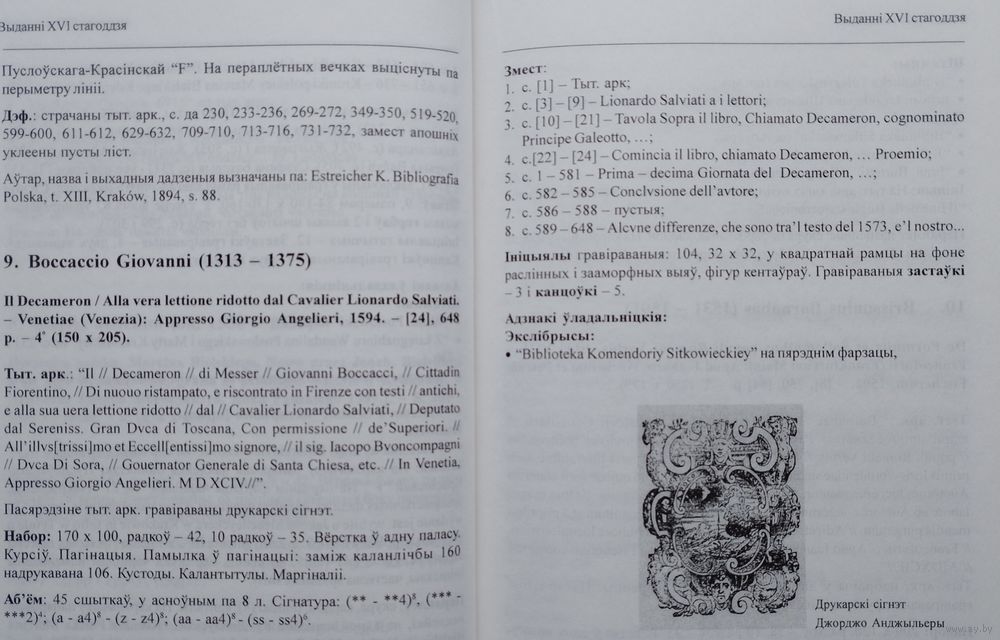 Выданні XVI стагоддзя
Пуслоўскага-Красінскай “F”. На пераплётных вечках выціснуты па
перыметру лініі.
Дэф.: страчаны тыт. арк., с. да 230, 233-236, 269-272, 349-350, 519-520,
599-600, 611-612, 629-632, 709-710, 713-716, 731-732, замест апошніх
уклеены пусты ліст.
Аўтар, назва і выхадныя дадзеныя вызначаны па: Estreicher K. Bibliografia
Polska, t. XIII, Kraków, 1894, s. 88.
9. Boccaccio Giovanni (1313 – 1375)
Il Decameron / Alla vera lettione ridotto dal Cavalier Lionardo Salviati.
– Venetiae (Venezia): Appresso Giorgio Angelieri, 1594. – [24], 648
p. – 4° (150 x 205).
Тыт. арк.: “Il // Decameron // di Messer // Giovanni Boccacci, // Cittadin
Fiorentino, // Di nuouo ristampato, e riscontrato in Firenze con testi // antichi,
e alla sua uera lettione ridotto // dal // Cavalier Lionardo Salviati, // Deputato
dal Sereniss. Gran Dvca di Toscana, Con permissione // de’Superiori. //
All’illvs[trissi]mo et Eccell[entissi]mo signore, // il sig. Iacopo Bvoncompagni
// Dvca Di Sora, // Gouernator Generale di Santa Chiesa, etc. // In Venetia,
Appresso Giorgio Angelieri. M D XCIV.//”.
Пасярэдзіне тыт. арк. гравіраваны друкарскі сігнэт.
Набор: 170 х 100, радкоў – 42, 10 радкоў – 35. Вёрстка ў адну паласу.
Курсіў. Пагінацыя. Памылка ў пагінацыі: заміж каланлічбы 160
надрукавана 106. Кустоды. Калантытулы. Маргіналіі.
Аб’ём: 45 сшыткаў, у асноўным па 8 л. Сігнатура: (** - **4)⁸, (*** -
***2)⁴; (a - a4)⁸ - (z - z4)⁸; (aa - aa4)⁸ - (ss - ss4)⁶.
Выданні XVI стагоддзя
Змест:
1. с. [1] – Тыт. арк;
2. с. [3] – [9] – Lionardo Salviati a i lettori;
3. с. [10] – [21] – Tavola Sopra il libro, Chiamato Decameron, cognominato
Principe Galeotto, …;
4. с.[22] – [24] – Comincia il libro, chiamato Decameron, … Proemio;
5. с. 1 – 581 – Prima – decima Giornata del Decameron, …;
6. с. 582 – 585 – Conclvsione dell’avtore;
7. с. 586 – 588 – пустыя;
8. с. 589 – 648 – Alcvne differenze, che sono tra’l testo del 1573, e’l nostro...
Ініцыялы гравіраваныя: 104, 32 х 32, у квадратнай рамцы на фоне
раслінных і зааморфных выяў, фігур кентаўраў. Гравіраваныя застаўкі
– 3 і канцоўкі – 5.
Адзнакі ўладальніцкія:
Экслібрысы:
• “Biblioteka Komendoriy Sitkowieckiey” на пярэднім фарзацы,
Друкарскі сігнэт
Джорджо Анджыльеры
www.ay.by